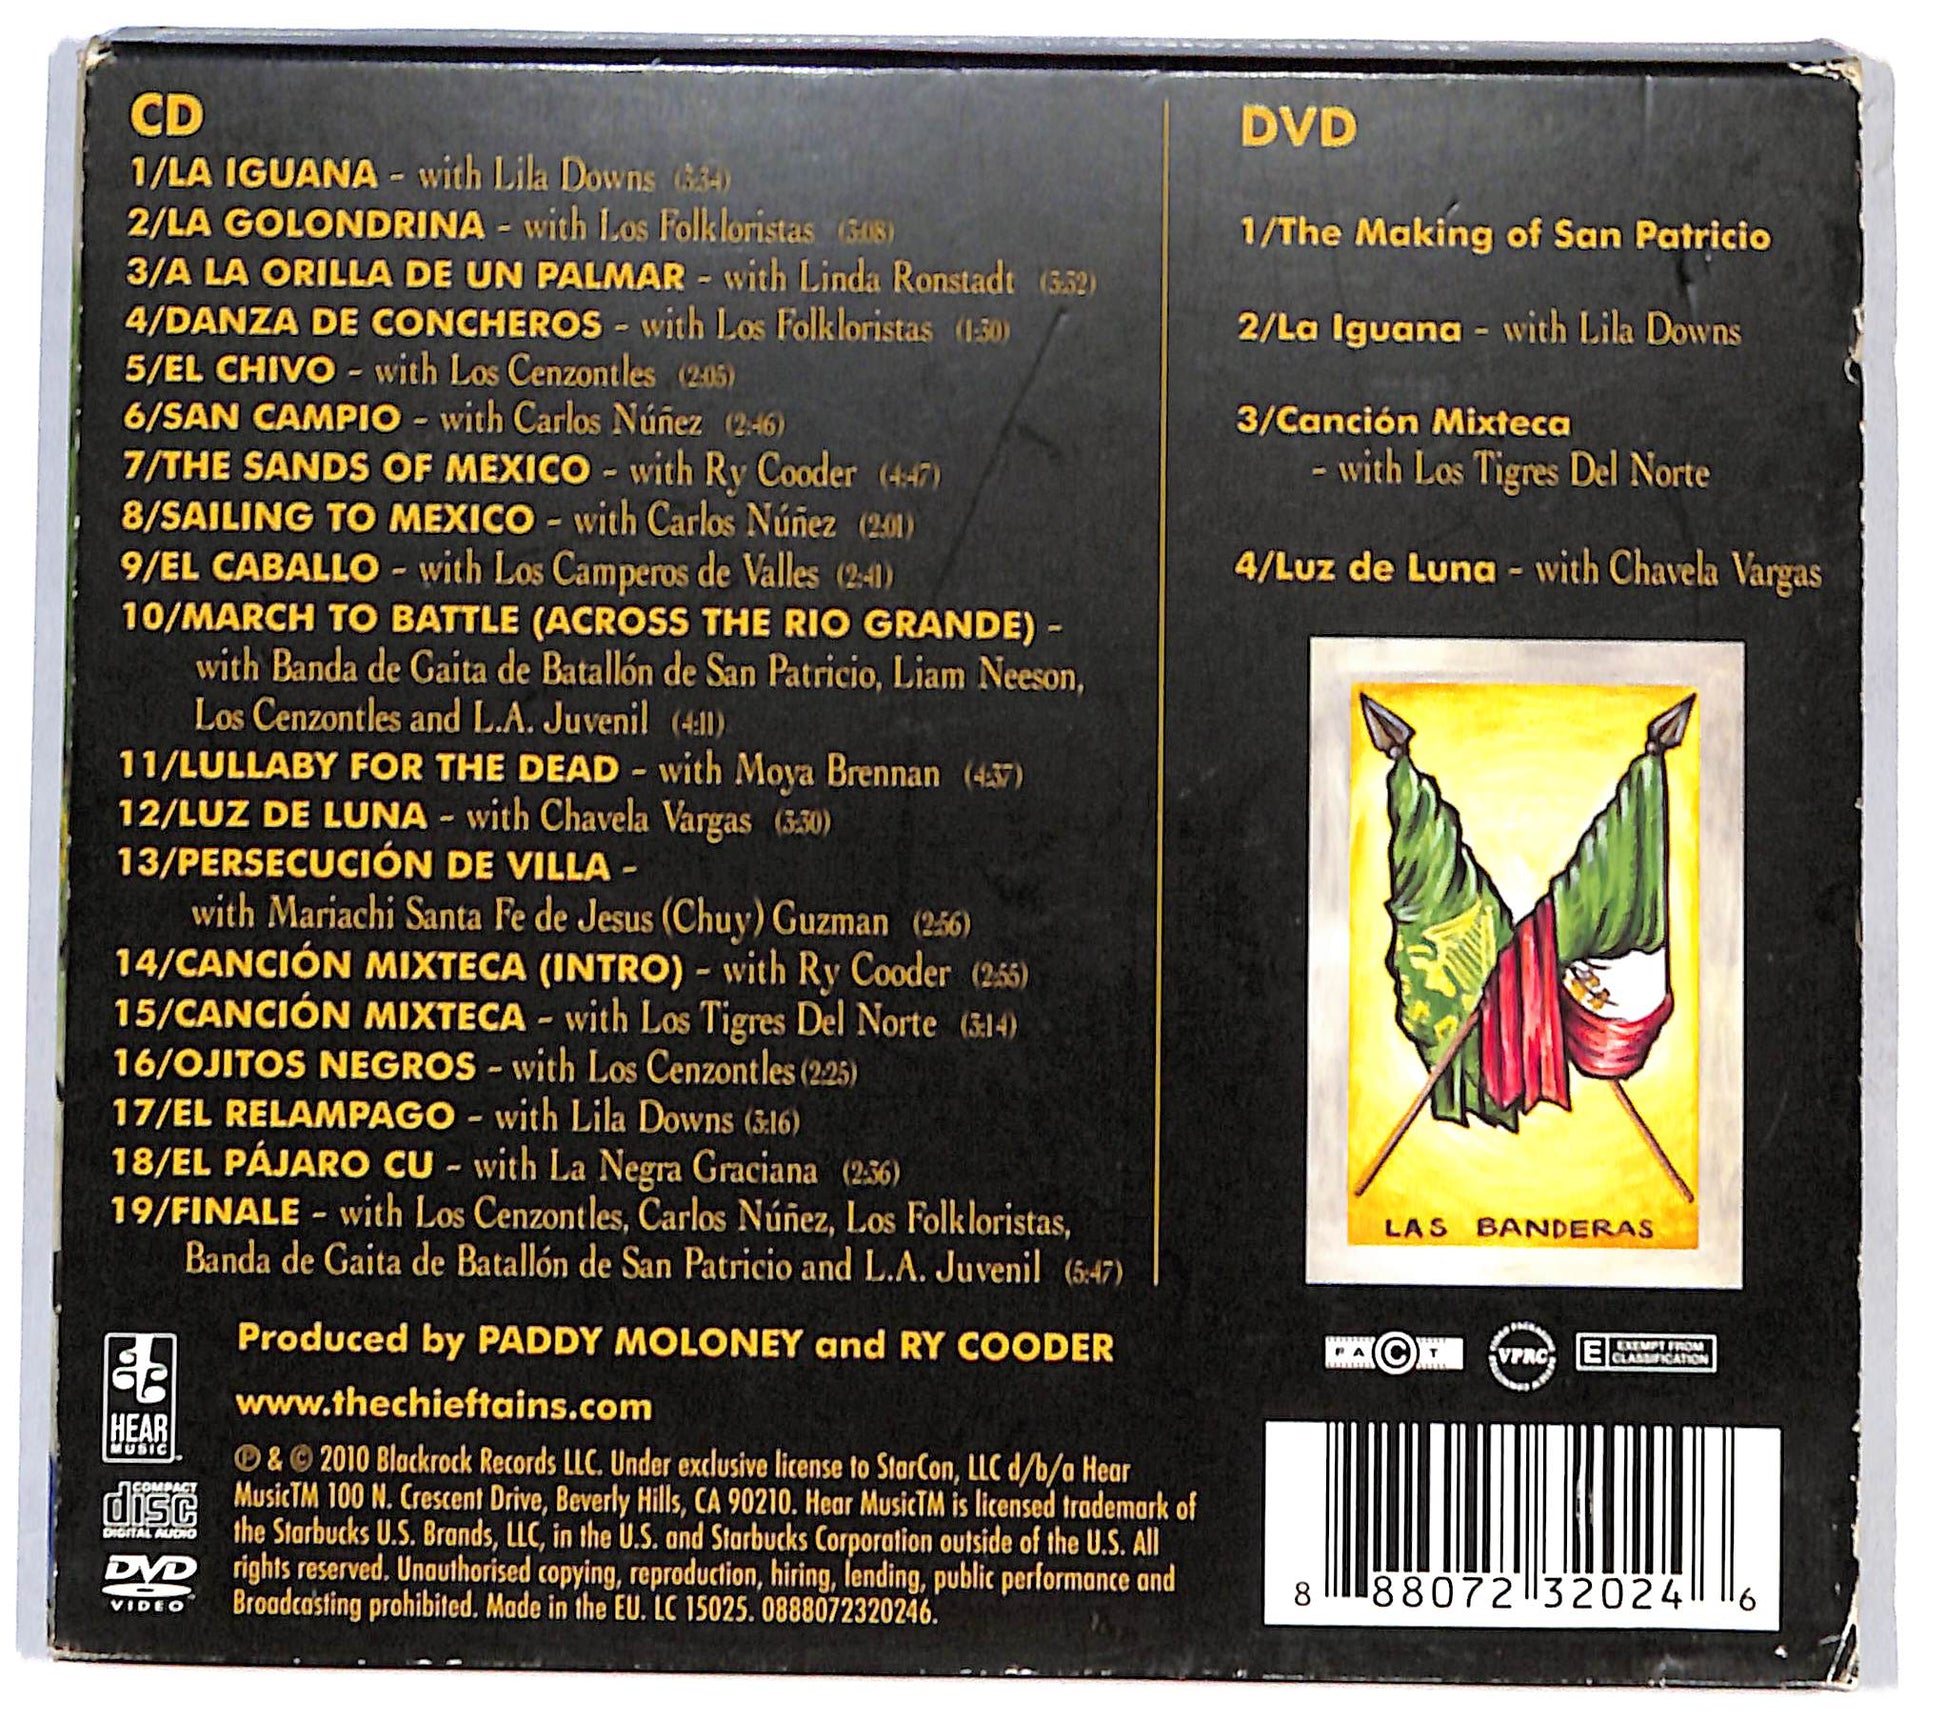 CD
1/LA IGUANA - with Lila Downs (3:34)
2/LA GOLONDRINA - with Los Folkloristas (3:08)
3/A LA ORILLA DE UN PALMAR - with Linda Ronstadt (3:32)
4/DANZA DE CONCHEROS - with Los Folkloristas (1:30)
5/EL CHIVO - with Los Cenzontles (2:05)
6/SAN CAMPIO - with Carlos Núñez (2:46)
7/THE SANDS OF MEXICO - with Ry Cooder (4:47)
8/SAILING TO MEXICO - with Carlos Núñez (2:01)
9/EL CABALLO - with Los Camperos de Valles (2:41)
10/MARCH TO BATTLE (ACROSS THE RIO GRANDE) -
with Banda de Gaita de Batallón de San Patricio, Liam Neeson,
Los Cenzontles and L.A. Juvenil (4:11)
11/LULLABY FOR THE DEAD - with Moya Brennan (4:37)
12/LUZ DE LUNA - with Chavela Vargas (3:30)
13/PERSECUCIÓN DE VILLA -
with Mariachi Santa Fe de Jesus (Chuy) Guzman (2:56)
14/CANCIÓN MIXTECA (INTRO) - with Ry Cooder (2:55)
15/CANCIÓN MIXTECA - with Los Tigres Del Norte (3:14)
16/OJITOS NEGROS - with Los Cenzontles (2:25)
17/EL RELAMPAGO - with Lila Downs (3:16)
18/EL PÁJARO CU - with La Negra Graciana (2:36)
19/FINALE - with Los Cenzontles, Carlos Núñez, Los Folkloristas,
Banda de Gaita de Batallón de San Patricio and L.A. Juvenil (5:47)
DVD
1/The Making of San Patricio
2/La Iguana - with Lila Downs
3/Canción Mixteca
- with Los Tigres Del Norte
4/Luz de Luna - with Chavela Vargas
LAS BANDERAS
FACT
VPRC
E EXEMPT FROM
CLASSIFICATION
Produced by PADDY MOLONEY and RY COODER
www.thechieftains.com
HEAR
MUSIC
COMPACT
disc
DIGITAL AUDIO
DVD
VIDEO
℗ & © 2010 Blackrock Records LLC. Under exclusive license to StarCon, LLC d/b/a Hear
MusicTM 100 N. Crescent Drive, Beverly Hills, CA 90210. Hear MusicTM is licensed trademark of
the Starbucks U.S. Brands, LLC, in the U.S. and Starbucks Corporation outside of the U.S. All
rights reserved. Unauthorised copying, reproduction, hiring, lending, public performance and
Broadcasting prohibited. Made in the EU. LC 15025. 0888072320246.
8 88072 32024 6